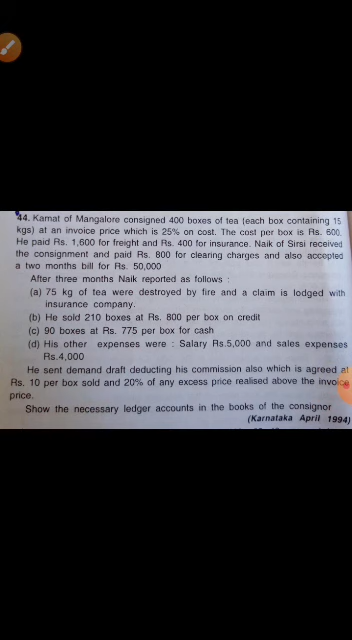 44. Kamat of Mangalore consigned 400 boxes of tea (each box containing 15
kgs) at an invoice price which is 25% on cost. The cost per box is Rs. 600.
He paid Rs. 1,600 for freight and Rs. 400 for insurance. Naik of Sirsi received
the consignment and paid Rs. 800 for clearing charges and also accepted
a two months bill for Rs. 50,000
After three months Naik reported as follows :
(a) 75 kg of tea were destroyed by fire and a claim is lodged with
insurance company.
(b) He sold 210 boxes at Rs. 800 per box on credit
(c) 90 boxes at Rs. 775 per box for cash
(d) His other expenses were : Salary Rs.5,000 and sales expenses
Rs.4,000
He sent demand draft deducting his commission also which is agreed at
Rs. 10 per box sold and 20% of any excess price realised above the invoice
price.
Show the necessary ledger accounts in the books of the consignor
(Karnataka April 1994)